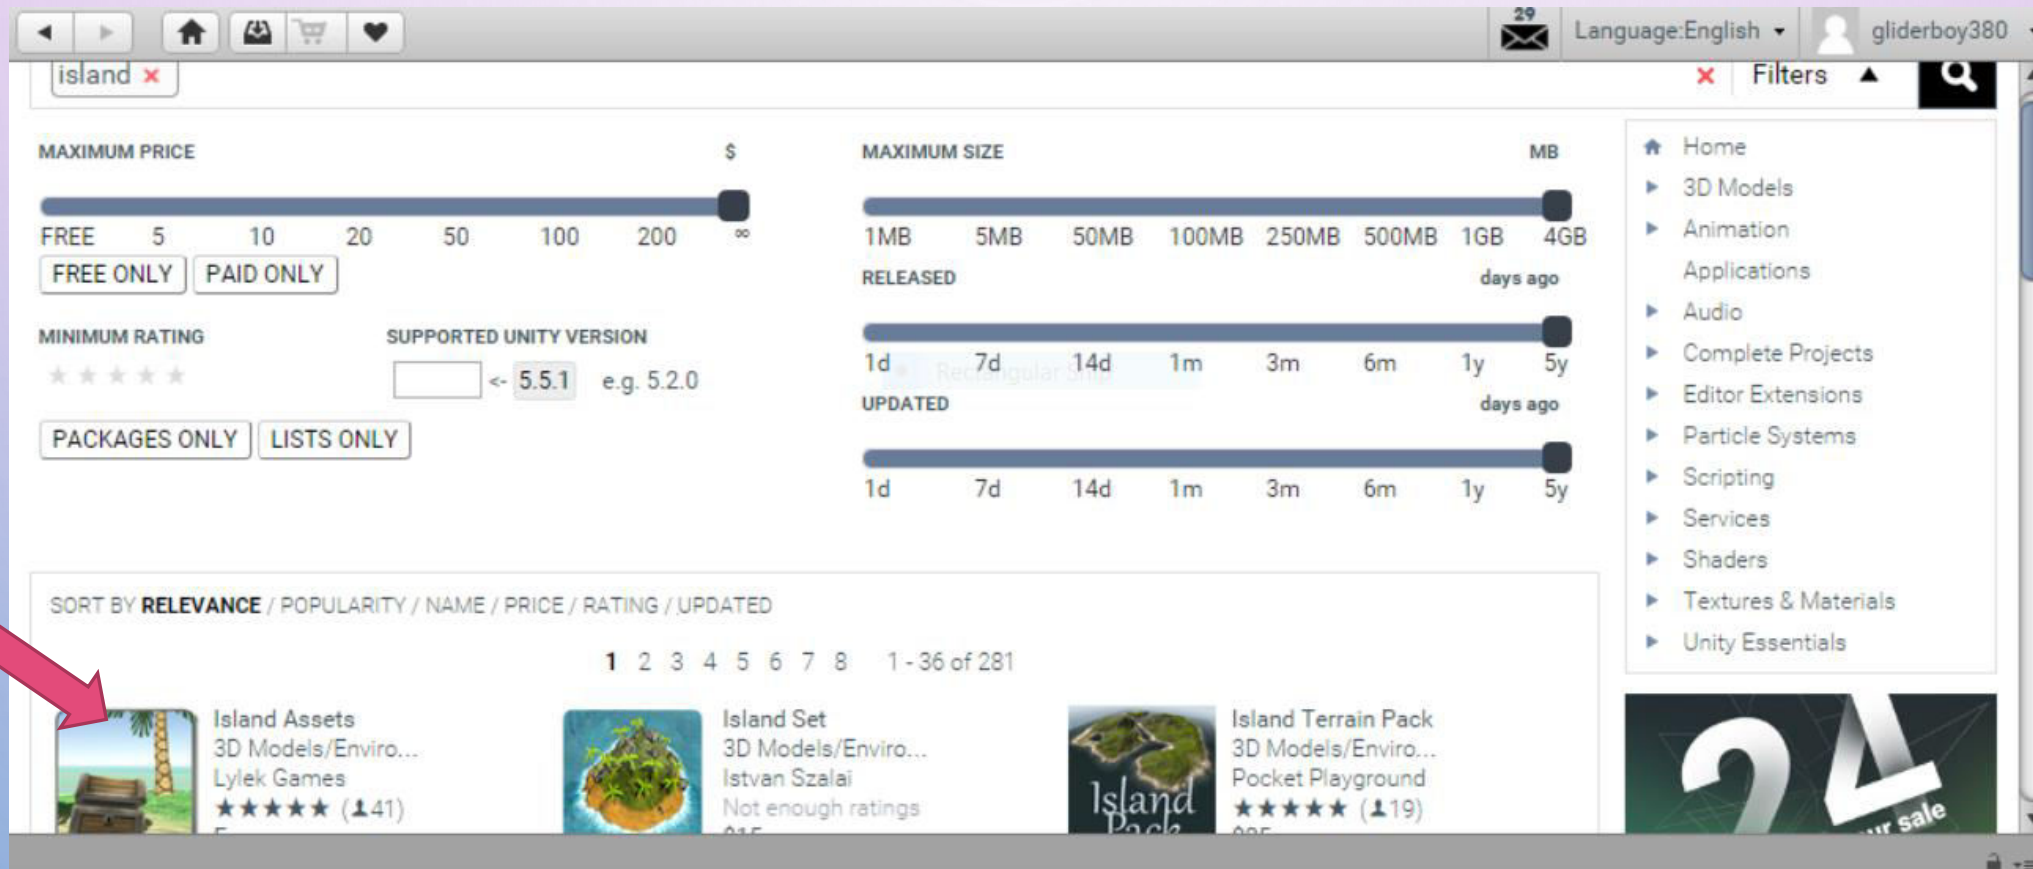 29
Language:English
gliderboy380
island
Filters
MAXIMUM PRICE $
FREE 5 10 20 50 100 200 ∞
FREE ONLY PAID ONLY
MINIMUM RATING
SUPPORTED UNITY VERSION
<- 5.5.1 e.g. 5.2.0
PACKAGES ONLY LISTS ONLY
MAXIMUM SIZE MB
1MB 5MB 50MB 100MB 250MB 500MB 1GB 4GB
RELEASED days ago
1d 7d 14d 1m 3m 6m 1y 5y
Rectangular Snip
UPDATED days ago
1d 7d 14d 1m 3m 6m 1y 5y
Home
3D Models
Animation
Applications
Audio
Complete Projects
Editor Extensions
Particle Systems
Scripting
Services
Shaders
Textures & Materials
Unity Essentials
SORT BY RELEVANCE / POPULARITY / NAME / PRICE / RATING / UPDATED
1 2 3 4 5 6 7 8 1 - 36 of 281
Island Assets
3D Models/Enviro...
Lylek Games
★★★★★ (41)
Island Set
3D Models/Enviro...
Istvan Szalai
Not enough ratings
$15
Island
Pack
Island Terrain Pack
3D Models/Enviro...
Pocket Playground
★★★★★ (19)
24
sale